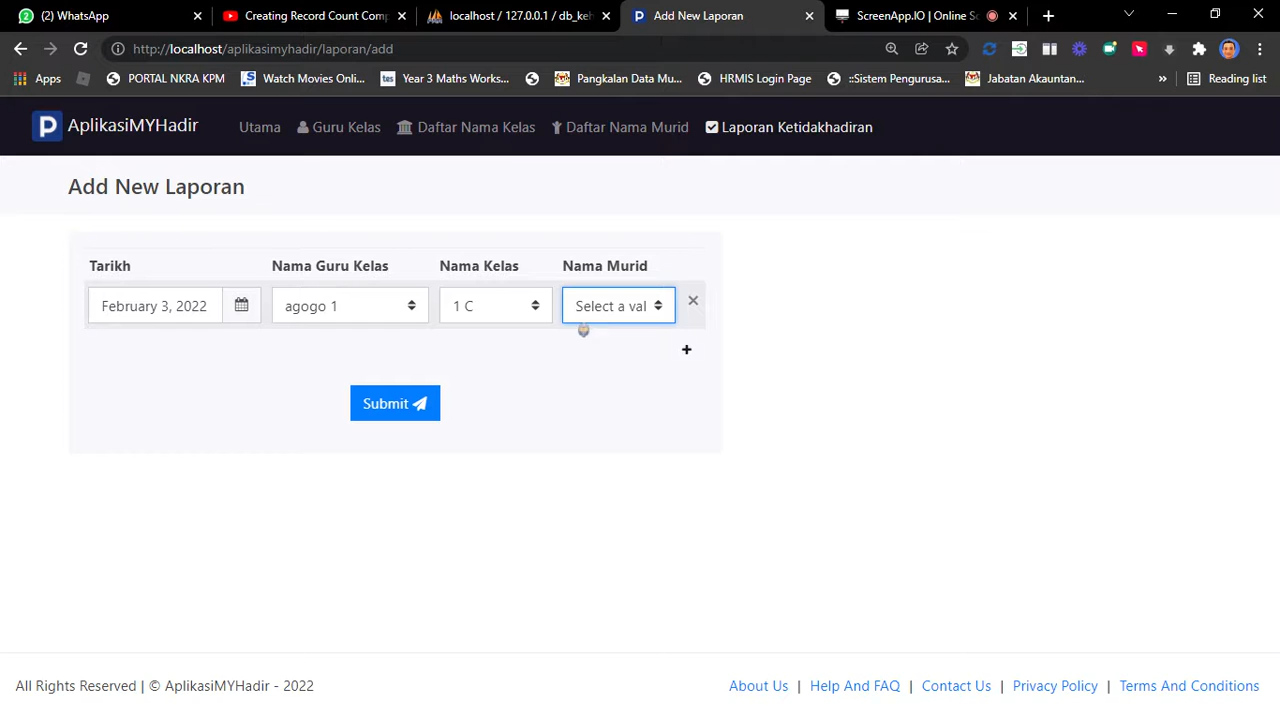 (2) WhatsApp
Creating Record Count Com
localhost / 127.0.0.1 / db_keh
Add New Laporan
ScreenApp.IO | Online Sc
http://localhost/aplikasimyhadir/laporan/add
Apps
PORTAL NKRA KPM
Watch Movies Onli...
Year 3 Maths Works...
Pangkalan Data Mu...
HRMIS Login Page
::Sistem Pengurusa...
Jabatan Akauntan...
»
Reading list
AplikasiMYHadir
Utama
Guru Kelas
Daftar Nama Kelas
Daftar Nama Murid
Laporan Ketidakhadiran
Add New Laporan
Tarikh
Nama Guru Kelas
Nama Kelas
Nama Murid
February 3, 2022
agogo 1
1 C
Select a val
Submit
All Rights Reserved | © AplikasiMYHadir - 2022
About Us | Help And FAQ | Contact Us | Privacy Policy | Terms And Conditions